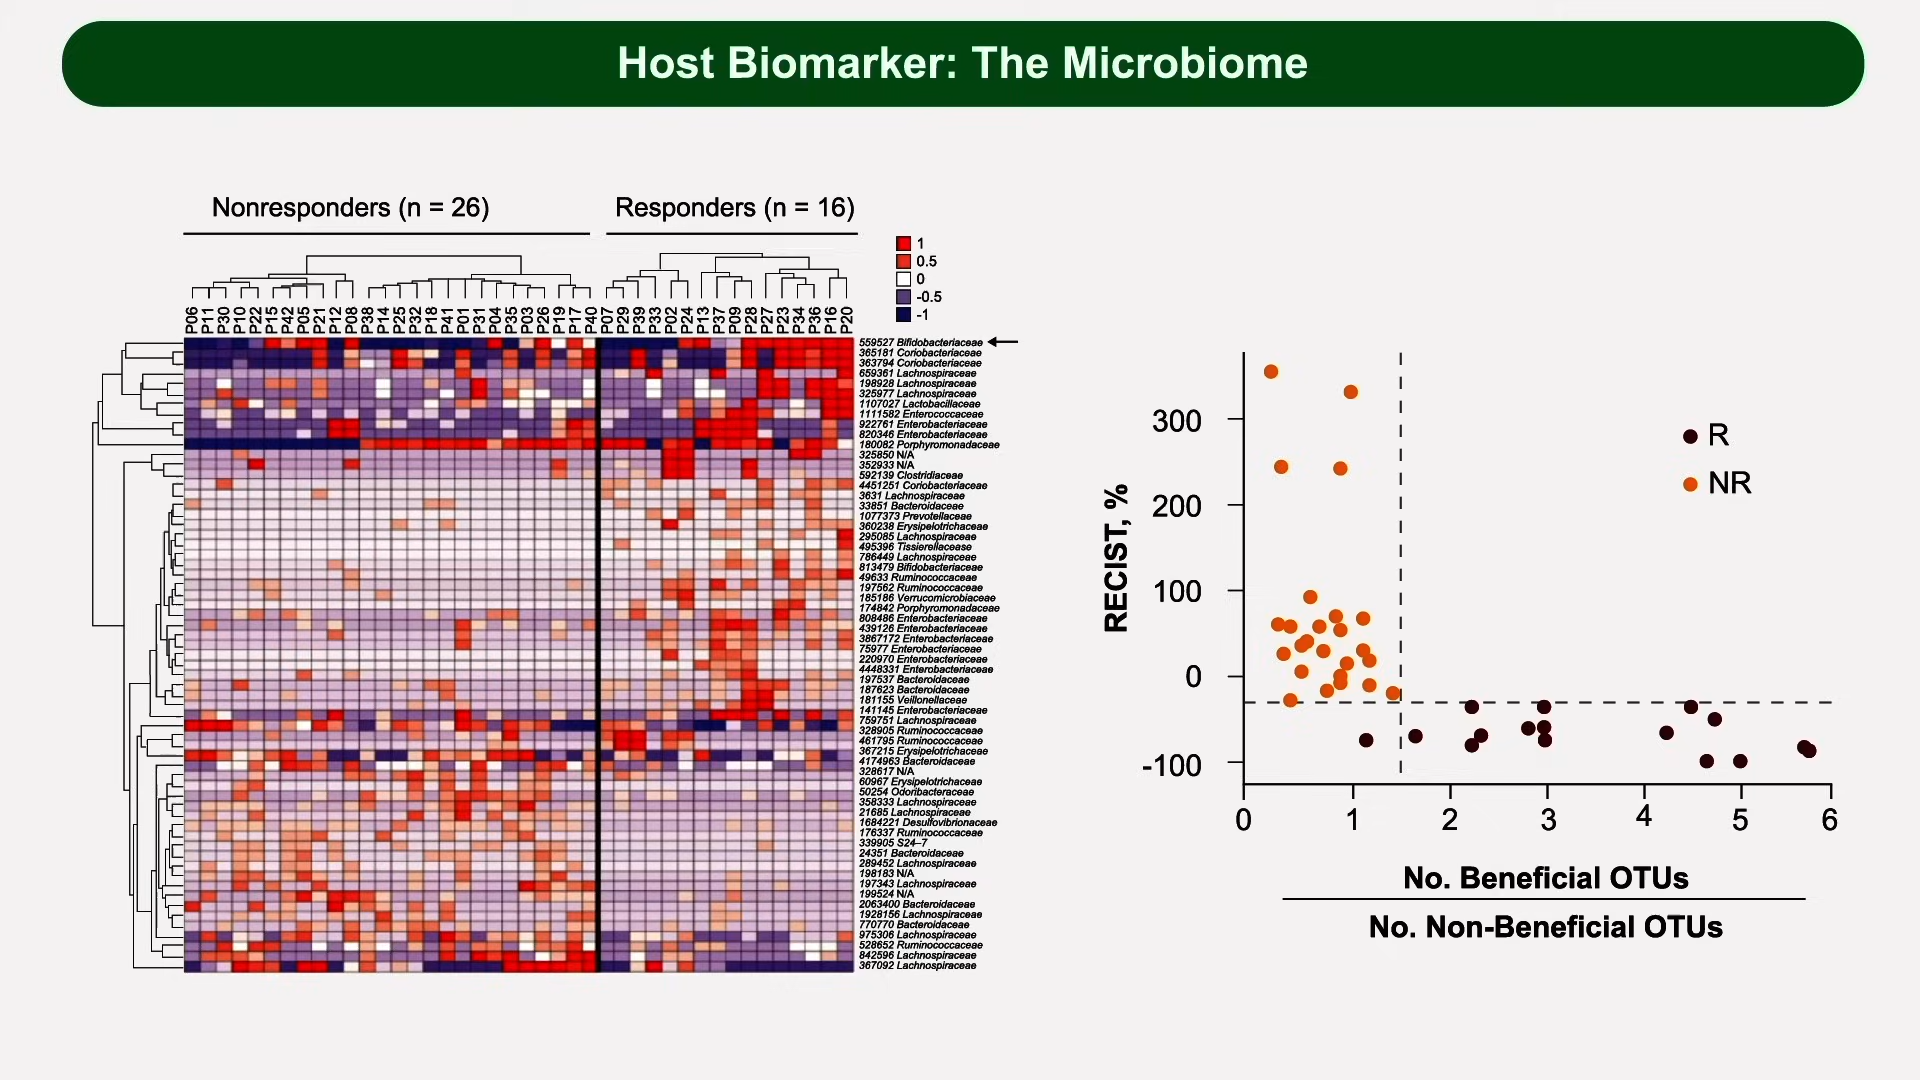 Host Biomarker: The Microbiome
Nonresponders (n = 26)
Responders (n = 16)
1
0.5
0
-0.5
-1
P06 P11 P30 P10 P22 P15 P42 P05 P21 P12 P08 P38 P14 P25 P32 P18 P41 P01 P31 P04 P35 P03 P26 P19 P17 P40 P07 P29 P39 P33 P02 P24 P13 P37 P09 P28 P27 P23 P34 P36 P16 P20
559527 Bifidobacteriaceae
365181 Coriobacteriaceae
363794 Coriobacteriaceae
659361 Lachnospiraceae
198928 Lachnospiraceae
325977 Lachnospiraceae
1107027 Lactobacillaceae
1111582 Enterococcaceae
922761 Enterobacteriaceae
820346 Enterobacteriaceae
180082 Porphyromonadaceae
325850 N/A
352933 N/A
592139 Clostridiaceae
4451251 Coriobacteriaceae
3631 Lachnospiraceae
33851 Bacteroidaceae
1077373 Prevotellaceae
360238 Erysipelotrichaceae
295085 Lachnospiraceae
495396 Tissierellacease
786449 Lachnospiraceae
813479 Bifidobacteriaceae
49633 Ruminococcaceae
197562 Ruminococcaceae
185186 Verrucomicrobiaceae
174842 Porphyromonadaceae
808486 Enterobacteriaceae
439126 Enterobacteriaceae
3867172 Enterobacteriaceae
75977 Enterobacteriaceae
220970 Enterobacteriaceae
4448331 Enterobacteriaceae
197537 Bacteroidaceae
187623 Bacteroidaceae
181155 Veillonellaceae
141145 Enterobacteriaceae
759751 Lachnospiraceae
328905 Ruminococcaceae
461795 Ruminococcaceae
367215 Erysipelotrichaceae
4174963 Bacteroidaceae
328617 N/A
60967 Erysipelotrichaceae
50254 Odoribacteraceae
358333 Lachnospiraceae
21685 Lachnospiraceae
1684221 Desulfovibrionaceae
176337 Ruminococcaceae
339905 S24–7
24351 Bacteroidaceae
289452 Lachnospiraceae
198183 N/A
197343 Lachnospiraceae
199524 N/A
2063400 Bacteroidaceae
1928156 Lachnospiraceae
770770 Bacteroidaceae
975306 Lachnospiraceae
528652 Ruminococcaceae
842596 Lachnospiraceae
367092 Lachnospiraceae
RECIST, %
300
200
100
0
-100
R
NR
0 1 2 3 4 5 6
No. Beneficial OTUs
No. Non-Beneficial OTUs